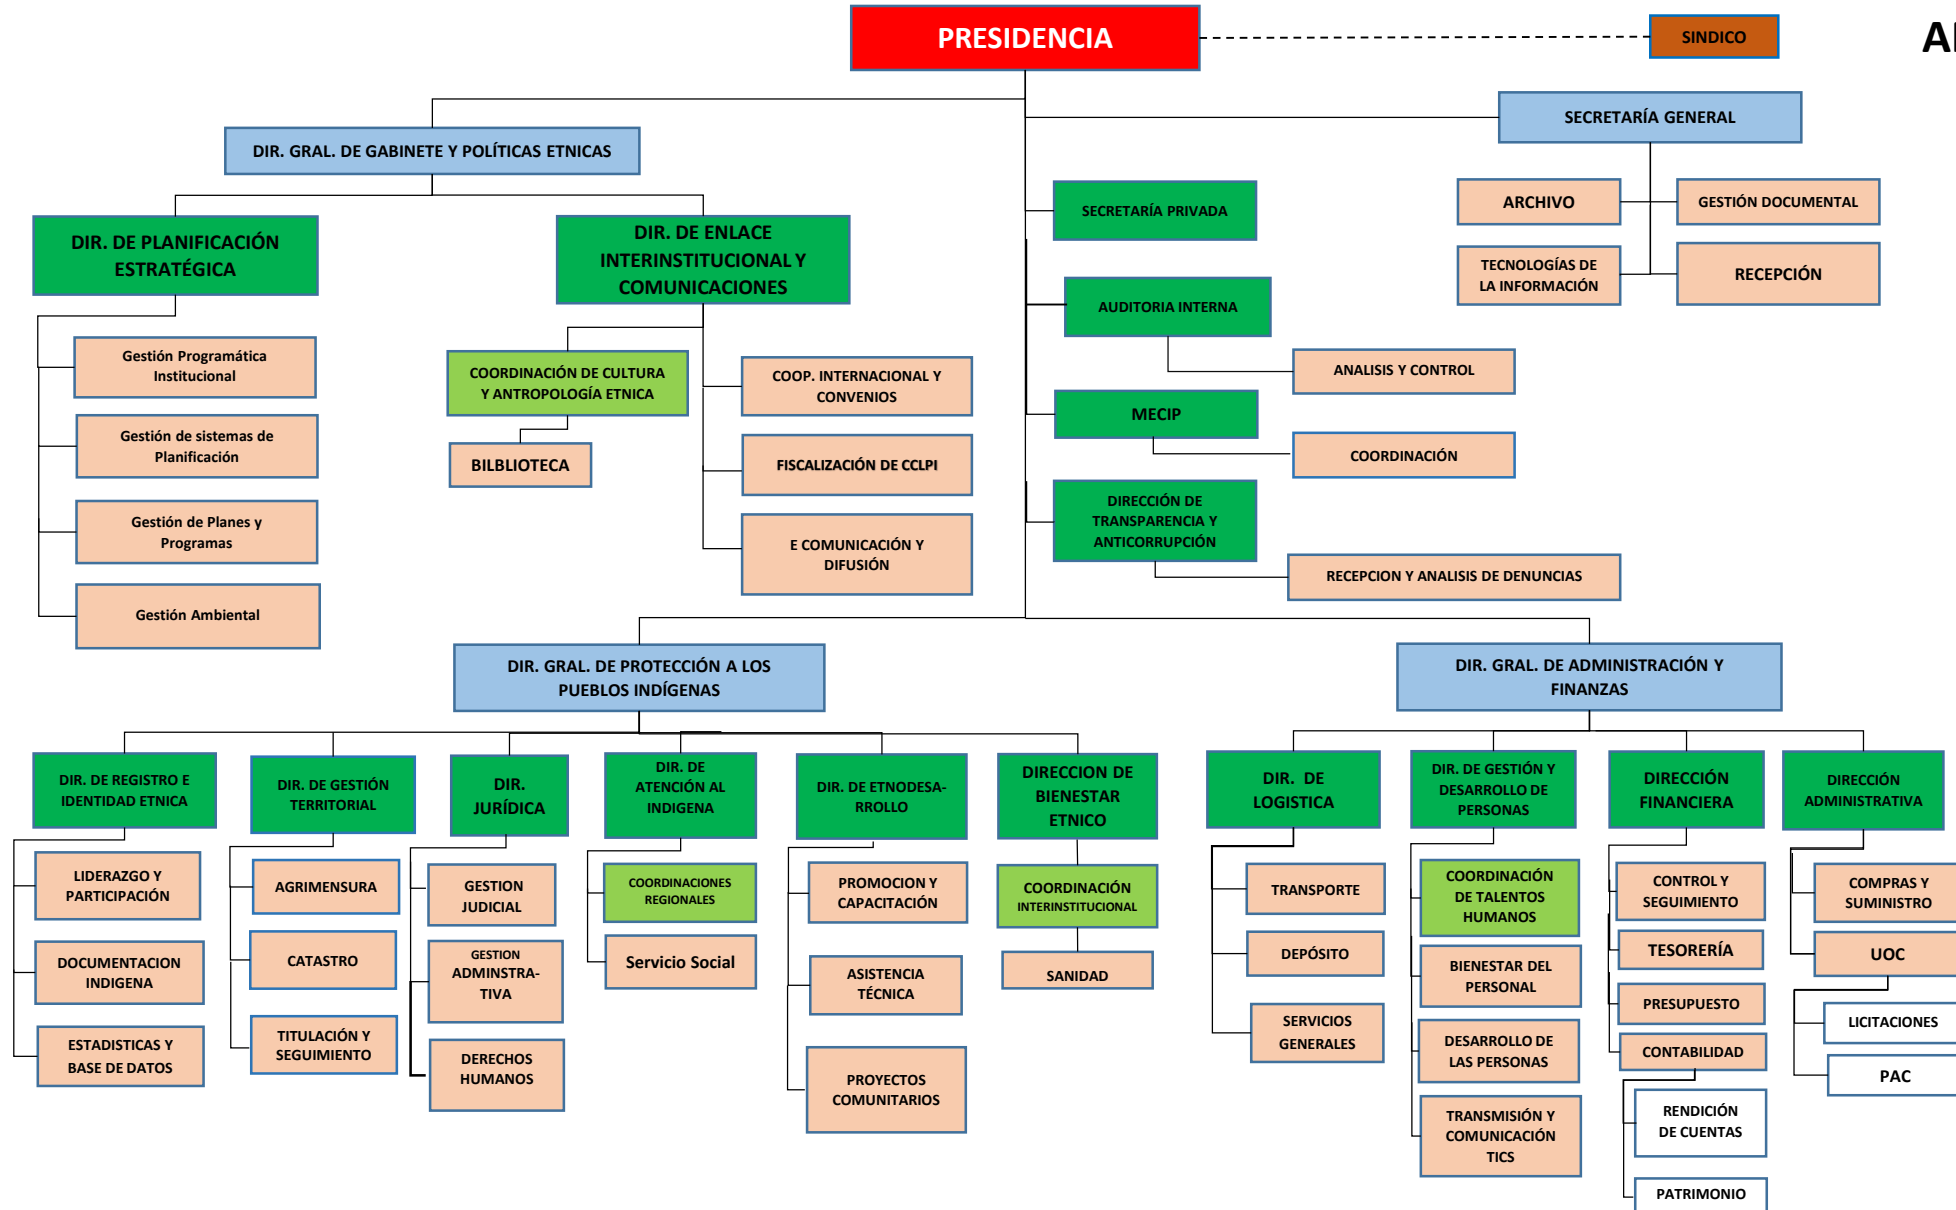 PRESIDENCIA
SINDICO
SECRETARÍA GENERAL
DIR. GRAL. DE GABINETE Y POLÍTICAS ETNICAS
ARCHIVO
GESTIÓN DOCUMENTAL
TECNOLOGÍAS DE
LA INFORMACIÓN
RECEPCIÓN
DIR. DE PLANIFICACIÓN
ESTRATÉGICA
DIR. DE ENLACE
INTERINSTITUCIONAL Y
COMUNICACIONES
SECRETARÍA PRIVADA
AUDITORIA INTERNA
ANALISIS Y CONTROL
MECIP
COORDINACIÓN
DIRECCIÓN DE
TRANSPARENCIA Y
ANTICORRUPCIÓN
RECEPCION Y ANALISIS DE DENUNCIAS
Gestión Programática
Institucional
Gestión de sistemas de
Planificación
Gestión de Planes y
Programas
Gestión Ambiental
COORDINACIÓN DE CULTURA
Y ANTROPOLOGÍA ETNICA
BILBLIOTECA
COOP. INTERNACIONAL Y
CONVENIOS
FISCALIZACIÓN DE CCLPI
E COMUNICACIÓN Y
DIFUSIÓN
DIR. GRAL. DE PROTECCIÓN A LOS
PUEBLOS INDÍGENAS
DIR. GRAL. DE ADMINISTRACIÓN Y
FINANZAS
DIR. DE REGISTRO E
IDENTIDAD ETNICA
LIDERAZGO Y
PARTICIPACIÓN
DOCUMENTACION
INDIGENA
ESTADISTICAS Y
BASE DE DATOS
DIR. DE GESTIÓN
TERRITORIAL
AGRIMENSURA
CATASTRO
TITULACIÓN Y
SEGUIMIENTO
DIR.
JURÍDICA
GESTION
JUDICIAL
GESTION
ADMINSTRA-
TIVA
DERECHOS
HUMANOS
DIR. DE
ATENCIÓN AL
INDIGENA
COORDINACIONES
REGIONALES
Servicio Social
DIR. DE ETNODESA-
RROLLO
PROMOCION Y
CAPACITACIÓN
ASISTENCIA
TÉCNICA
PROYECTOS
COMUNITARIOS
DIRECCION DE
BIENESTAR
ETNICO
COORDINACIÓN
INTERINSTITUCIONAL
SANIDAD
DIR. DE
LOGISTICA
TRANSPORTE
DEPÓSITO
SERVICIOS
GENERALES
DIR. DE GESTIÓN Y
DESARROLLO DE
PERSONAS
COORDINACIÓN
DE TALENTOS
HUMANOS
BIENESTAR DEL
PERSONAL
DESARROLLO DE
LAS PERSONAS
TRANSMISIÓN Y
COMUNICACIÓN
TICS
DIRECCIÓN
FINANCIERA
CONTROL Y
SEGUIMIENTO
TESORERÍA
PRESUPUESTO
CONTABILIDAD
RENDICIÓN
DE CUENTAS
PATRIMONIO
DIRECCIÓN
ADMINISTRATIVA
COMPRAS Y
SUMINISTRO
UOC
LICITACIONES
PAC